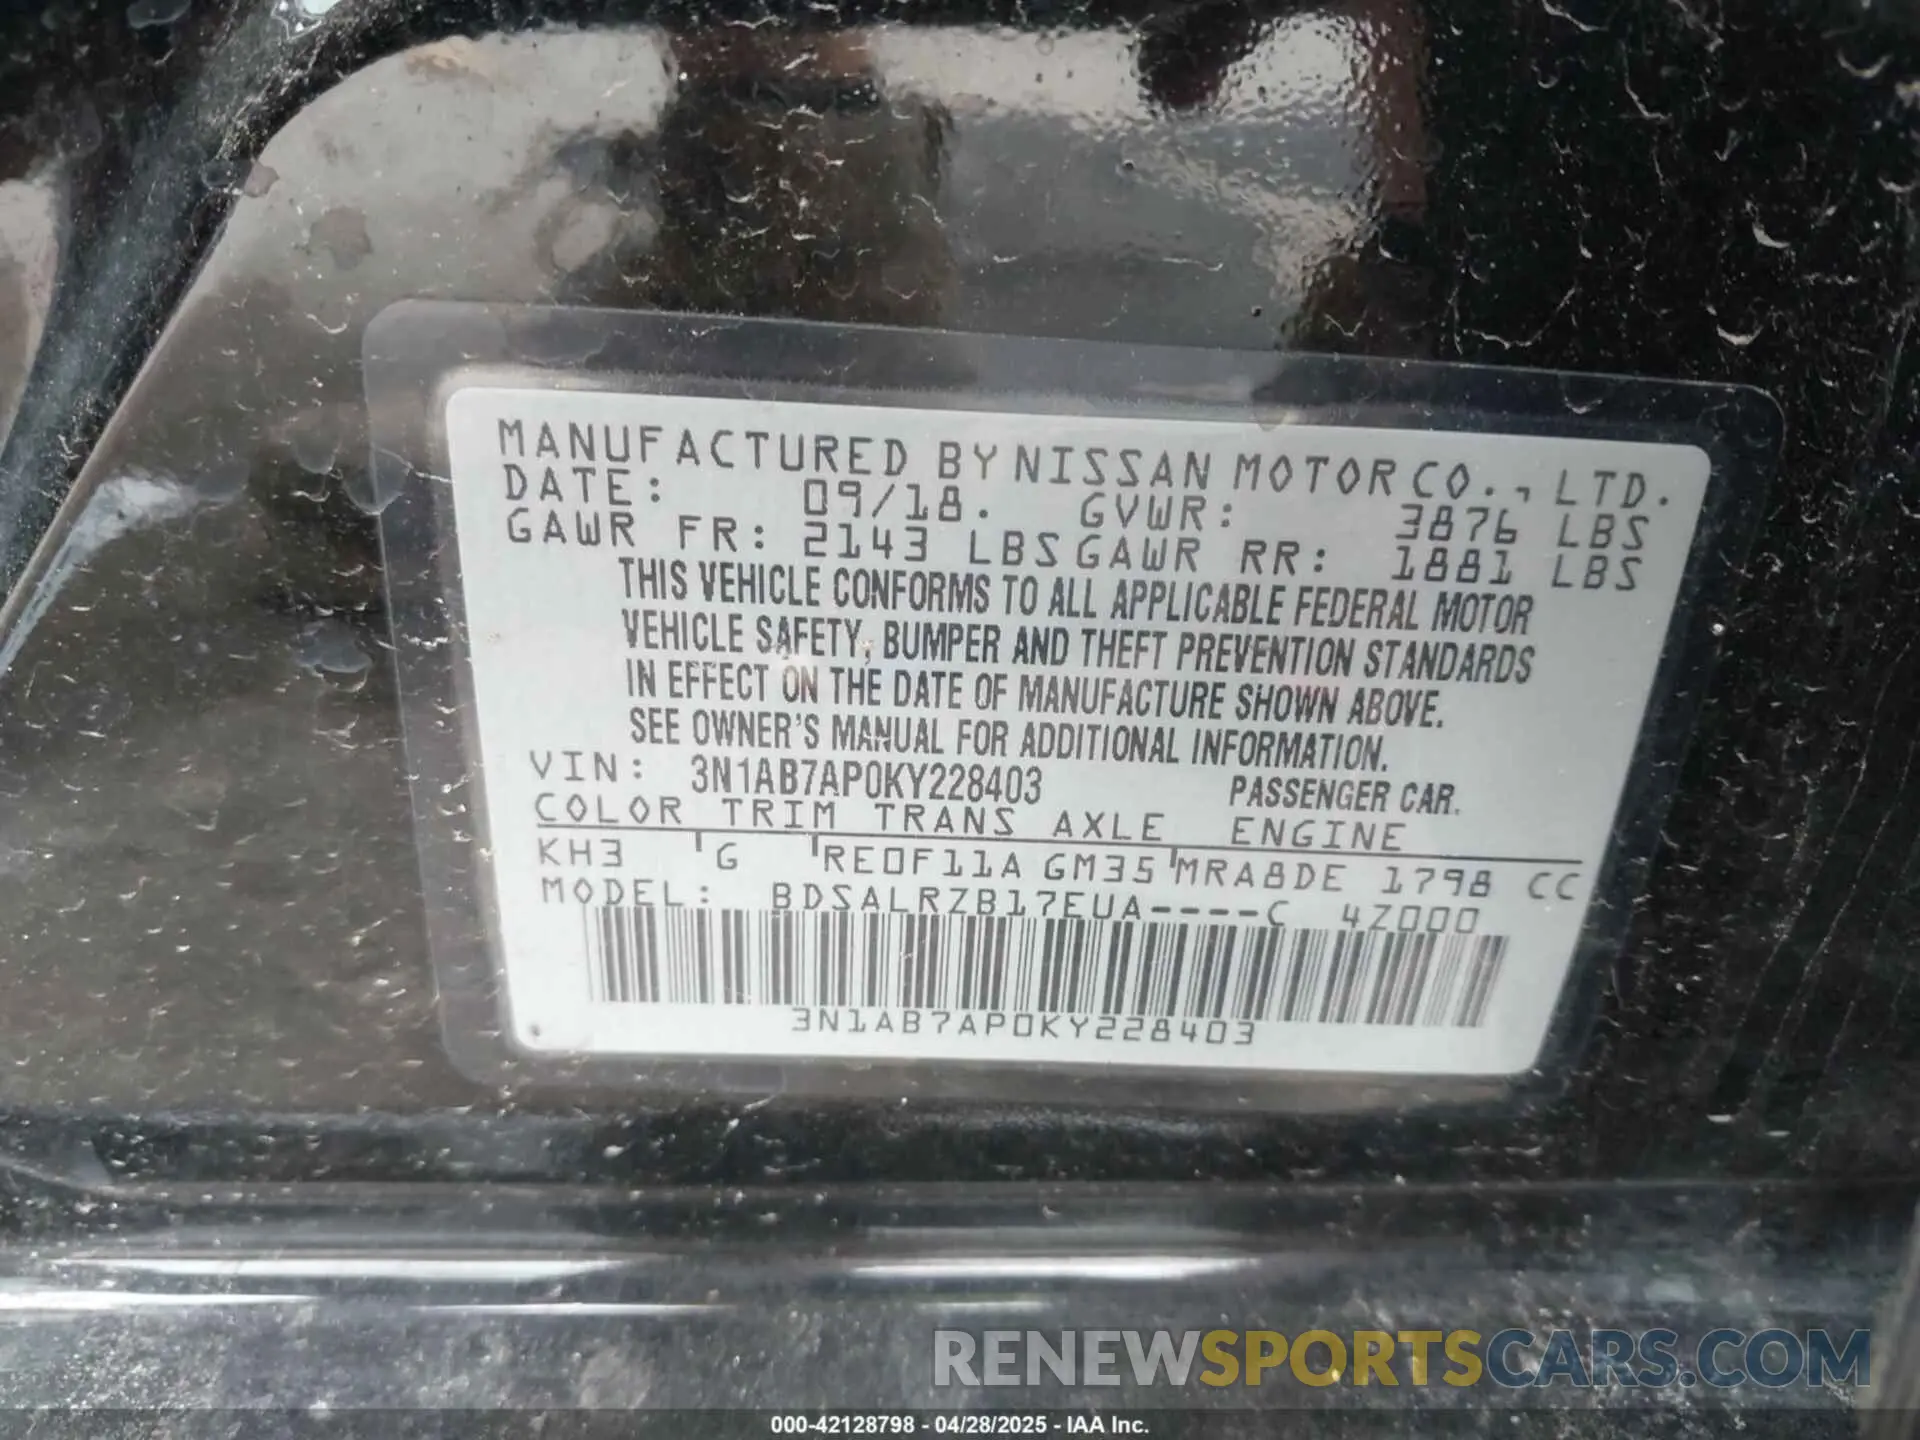 MANUFACTURED BY NISSAN MOTOR CO., LTD.
DATE: 09/18. GVWR: 3876 LBS
GAWR FR: 2143 LBS GAWR RR: 1881 LBS
THIS VEHICLE CONFORMS TO ALL APPLICABLE FEDERAL MOTOR
VEHICLE SAFETY, BUMPER AND THEFT PREVENTION STANDARDS
IN EFFECT ON THE DATE OF MANUFACTURE SHOWN ABOVE.
SEE OWNER'S MANUAL FOR ADDITIONAL INFORMATION.
VIN: 3N1AB7AP0KY228403 PASSENGER CAR.
COLOR TRIM TRANS AXLE ENGINE
KH3 G RE0F11A GM35 MRA8DE 1798 CC
MODEL: BDSALRZB17EUA----C 4Z000
3N1AB7AP0KY228403
RENEWSPORTSCARS.COM
000-42128798 - 04/28/2025 - IAA Inc.